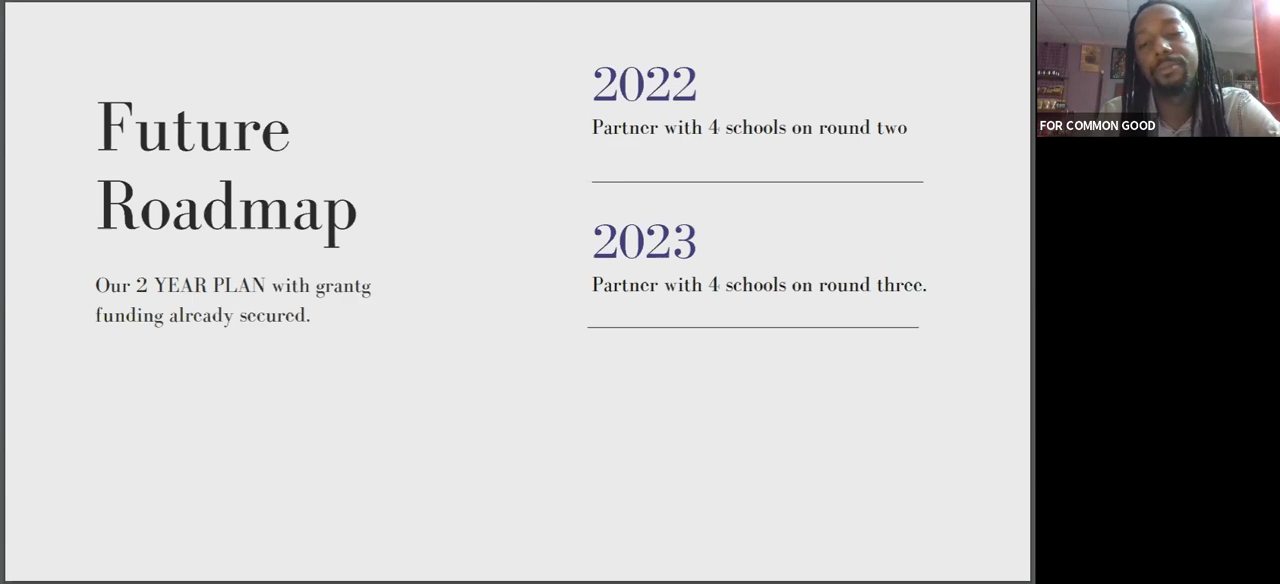 Future
Roadmap
Our 2 YEAR PLAN with grantg
funding already secured.
2022
Partner with 4 schools on round two
2023
Partner with 4 schools on round three.
FOR COMMON GOOD